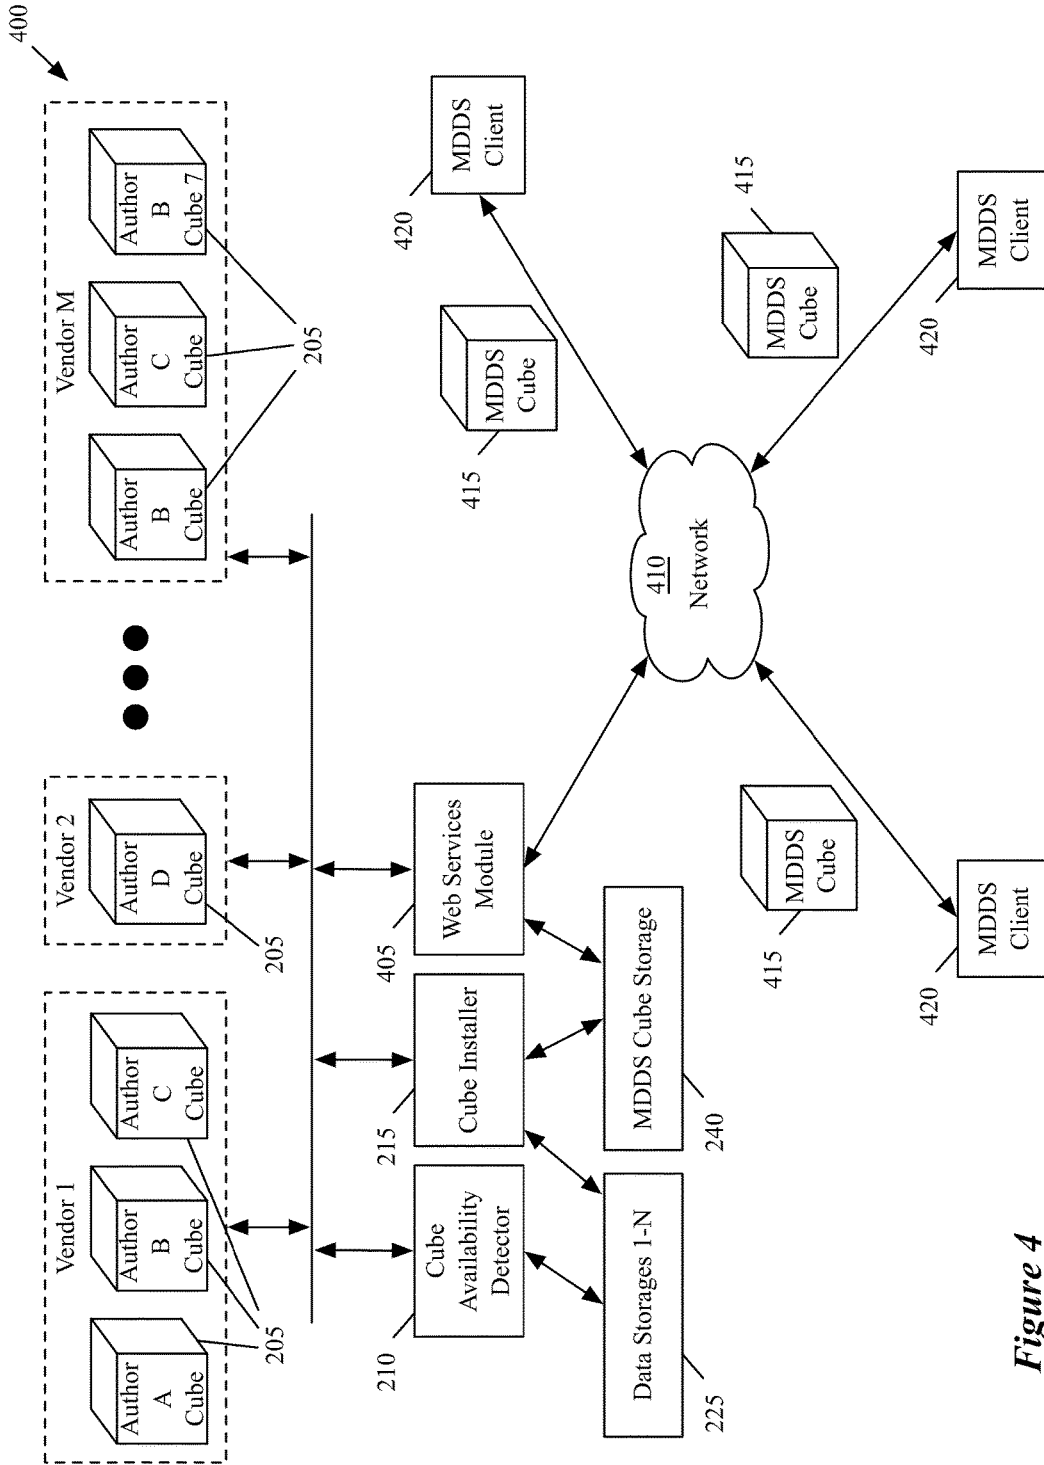 400
Vendor 1
Author
A
Cube
Author
B
Cube
Author
C
Cube
205
Vendor 2
Author
D
Cube
205
Vendor M
Author
B
Cube
Author
C
Cube
Author
B
Cube 7
205
210
Cube
Availability
Detector
215
Cube Installer
405
Web Services
Module
225
Data Storages 1-N
240
MDDS Cube Storage
410
Network
415
MDDS
Cube
420
MDDS
Client
415
MDDS
Cube
420
MDDS
Client
415
MDDS
Cube
420
MDDS
Client
Figure 4